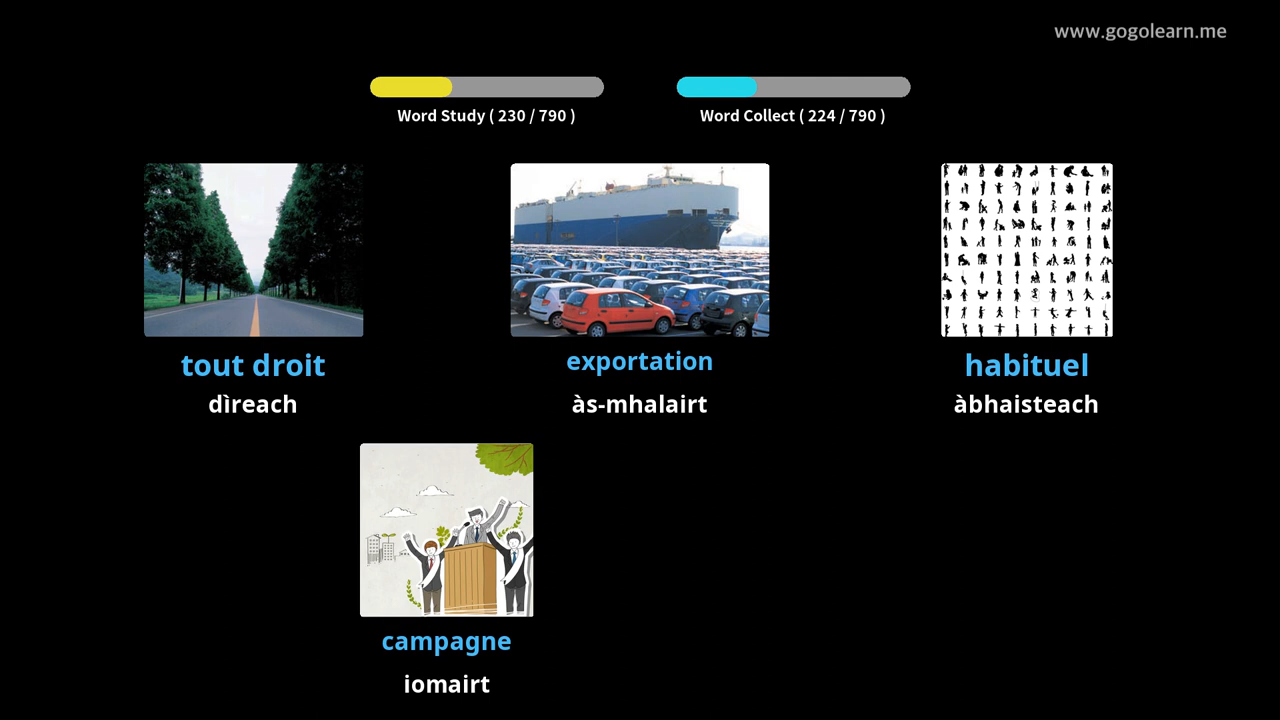 www.gogolearn.me
Word Study ( 230 / 790 )
Word Collect ( 224 / 790 )
tout droit
dìreach
exportation
às-mhalairt
habituel
àbhaisteach
campagne
iomairt